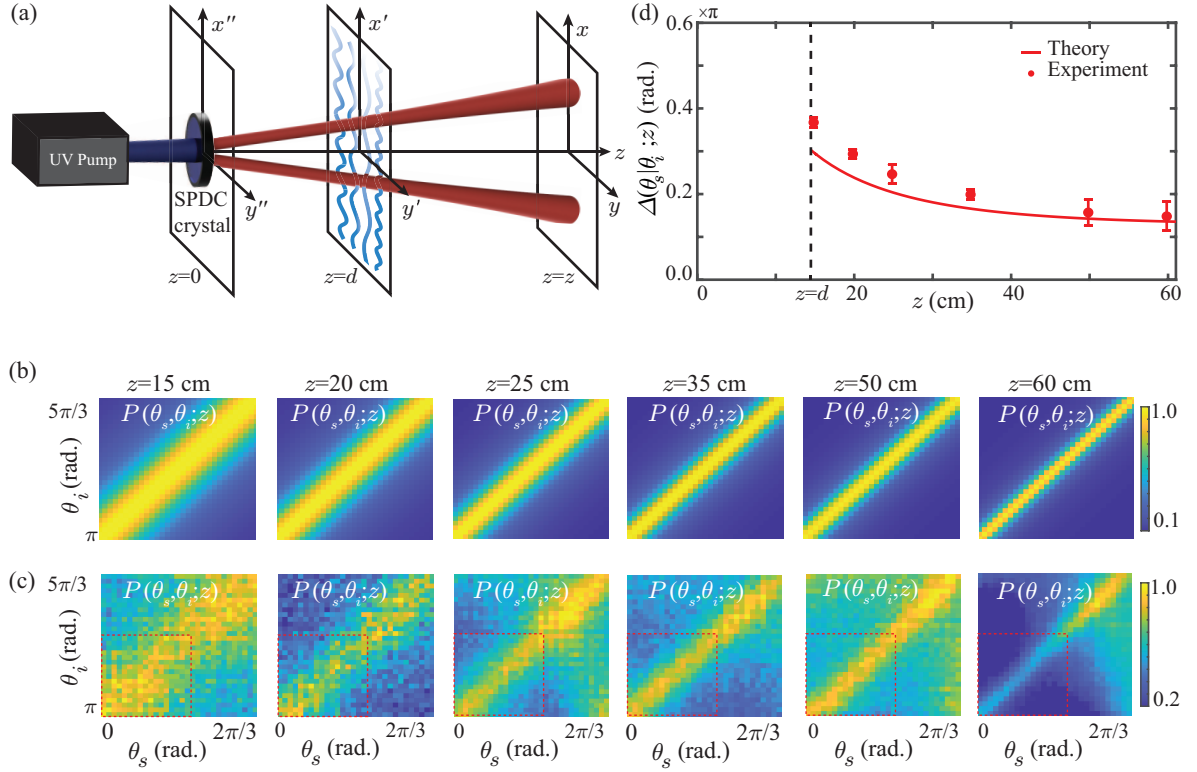 (a)
x″
x′
x
UV Pump
SPDC
crystal
y″
y′
y
z
z=0
z=d
z=z
(d)
×π
0.6
0.4
0.2
0.0
Δ(θs|θi;z) (rad.)
Theory
Experiment
0
z=d
20
z (cm)
40
60
(b)
z=15 cm
z=20 cm
z=25 cm
z=35 cm
z=50 cm
z=60 cm
5π/3
θi (rad.)
π
P(θs,θi;z)
P(θs,θi;z)
P(θs,θi;z)
P(θs,θi;z)
P(θs,θi;z)
P(θs,θi;z)
1.0
0.1
(c)
5π/3
θi (rad.)
π
P(θs,θi;z)
P(θs,θi;z)
P(θs,θi;z)
P(θs,θi;z)
P(θs,θi;z)
P(θs,θi;z)
1.0
0.2
0 2π/3
0 2π/3
0 2π/3
0 2π/3
0 2π/3
0 2π/3
θs (rad.)
θs (rad.)
θs (rad.)
θs (rad.)
θs (rad.)
θs (rad.)